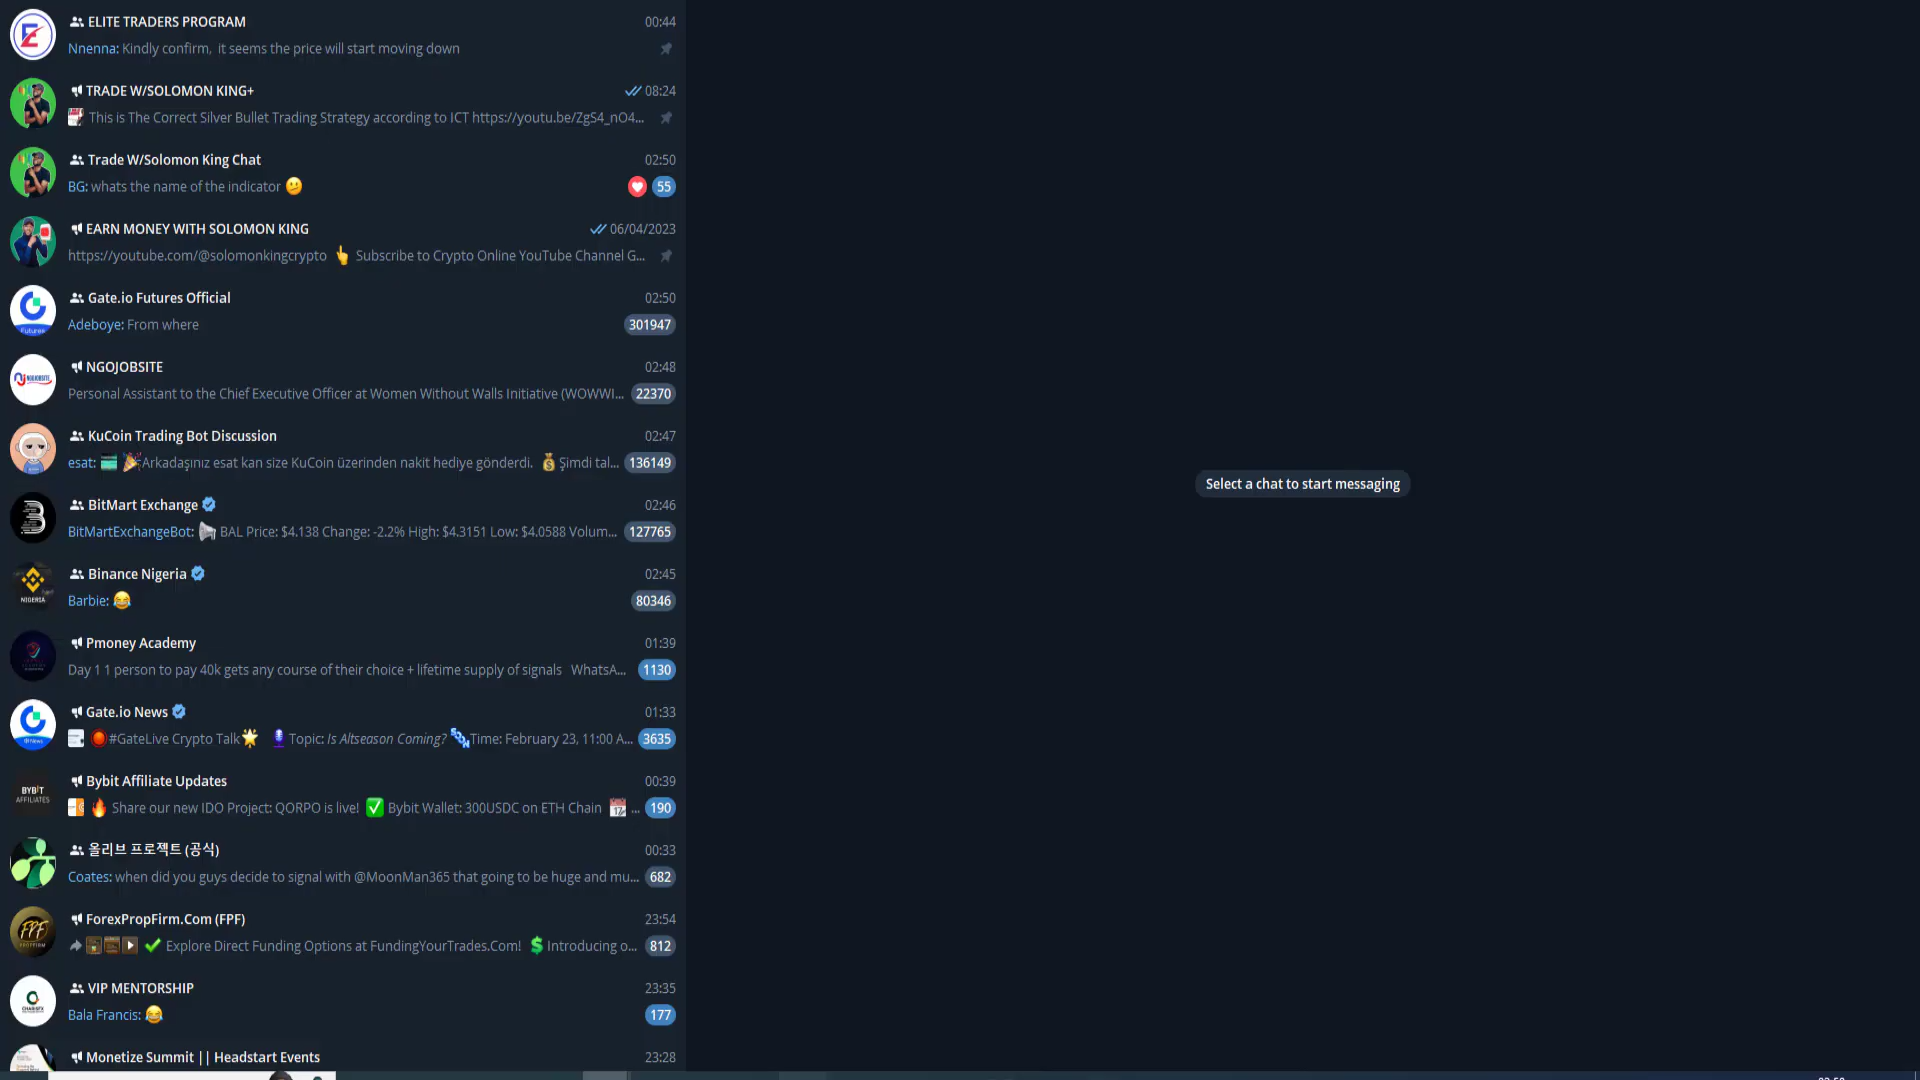 ELITE TRADERS PROGRAM 00:44
Nnenna: Kindly confirm, it seems the price will start moving down
TRADE W/SOLOMON KING+ 08:24
This is The Correct Silver Bullet Trading Strategy according to ICT https://youtu.be/ZgS4_nO4...
Trade W/Solomon King Chat 02:50
BG: whats the name of the indicator 🫤 55
EARN MONEY WITH SOLOMON KING 06/04/2023
https://youtube.com/@solomonkingcrypto 👆 Subscribe to Crypto Online YouTube Channel G...
Gate.io Futures Official 02:50
Adeboye: From where 301947
Futures
NGOJOBSITE 02:48
Personal Assistant to the Chief Executive Officer at Women Without Walls Initiative (WOWWI... 22370
KuCoin Trading Bot Discussion 02:47
esat: 🎉Arkadaşınız esat kan size KuCoin üzerinden nakit hediye gönderdi. 💰Şimdi tal... 136149
BitMart Exchange 02:46
BitMartExchangeBot: 📢 BAL Price: $4.138 Change: -2.2% High: $4.3151 Low: $4.0588 Volum... 127765
Binance Nigeria 02:45
Barbie: 😂 80346
NIGERIA
Pmoney Academy 01:39
Day 1 1 person to pay 40k gets any course of their choice + lifetime supply of signals WhatsA... 1130
Gate.io News 01:33
🔴#GateLive Crypto Talk🌟 🎙Topic: Is Altseason Coming? Time: February 23, 11:00 A... 3635
News
Bybit Affiliate Updates 00:39
BYBIT
AFFILIATES
🔥 Share our new IDO Project: QORPO is live! ✅ Bybit Wallet: 300USDC on ETH Chain 📆 ... 190
올리브 프로젝트 (공식) 00:33
Coates: when did you guys decide to signal with @MoonMan365 that going to be huge and mu... 682
ForexPropFirm.Com (FPF) 23:54
FPF
✔ Explore Direct Funding Options at FundingYourTrades.Com! 💲 Introducing o... 812
VIP MENTORSHIP 23:35
Bala Francis: 😂 177
Monetize Summit || Headstart Events 23:28
Select a chat to start messaging